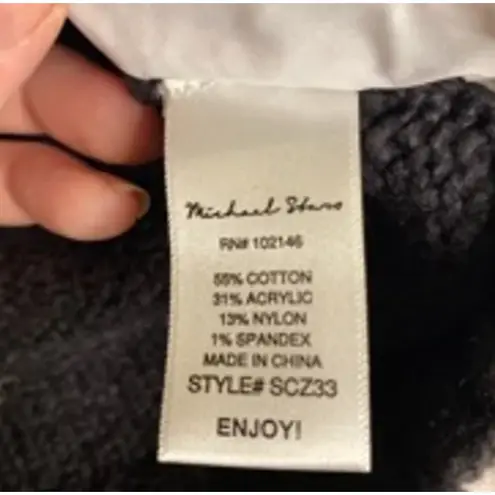 Michael Stars
RN# 102146
55% COTTON
31% ACRYLIC
13% NYLON
1% SPANDEX
MADE IN CHINA
STYLE# SCZ33
ENJOY!